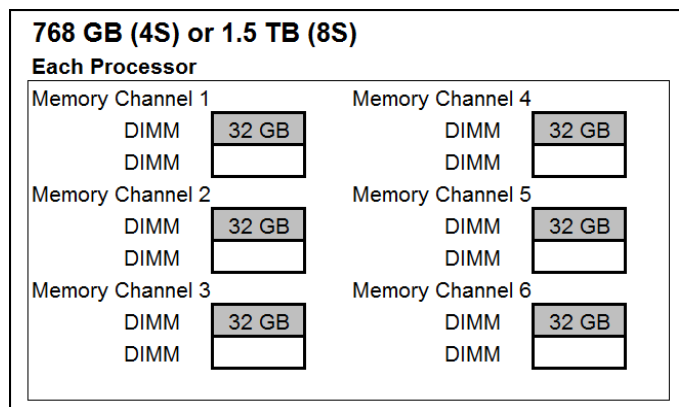 768 GB (4S) or 1.5 TB (8S)
Each Processor
Memory Channel 1 Memory Channel 4
DIMM 32 GB DIMM 32 GB
DIMM DIMM
Memory Channel 2 Memory Channel 5
DIMM 32 GB DIMM 32 GB
DIMM DIMM
Memory Channel 3 Memory Channel 6
DIMM 32 GB DIMM 32 GB
DIMM DIMM